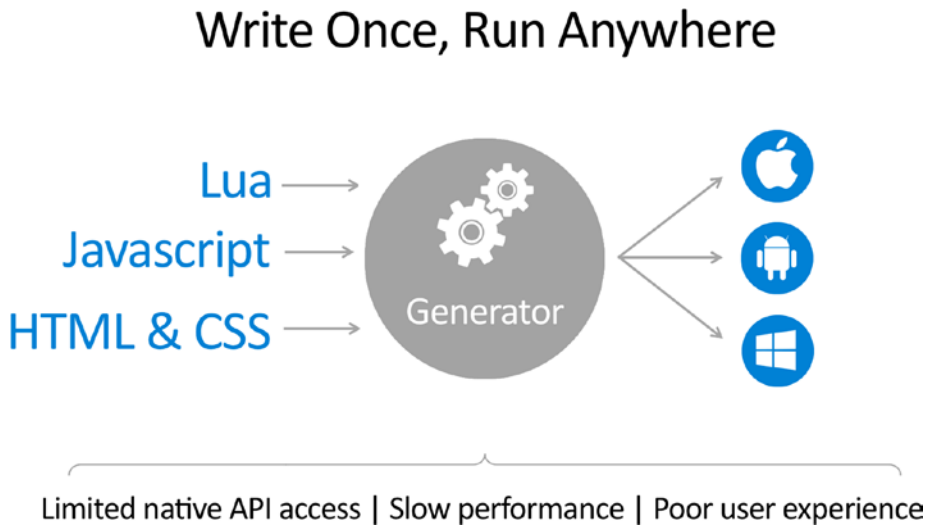 Write Once, Run Anywhere
Lua
Javascript
HTML & CSS
Generator
Limited native API access | Slow performance | Poor user experience